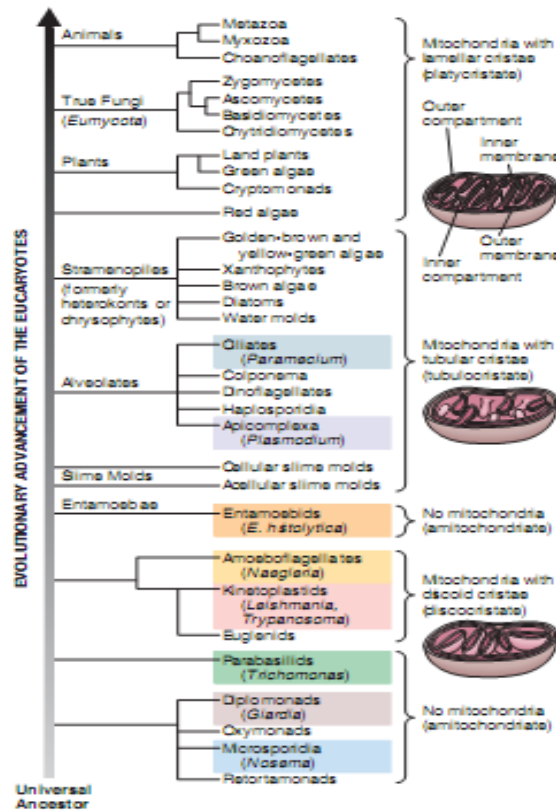 EVOLUTIONARY ADVANCEMENT OF THE EUCARYOTES
Animals
Metazoa
Myxozoa
Choanoflagellates
Mitochondria with
lamellar cristae
(platycristate)
True Fungi
(Eumycota)
Zygomycetes
Ascomycetes
Basidiomycetes
Chytridiomycetes
Outer
compartment
Inner
membrane
Plants
Land plants
Green algae
Cryptomonads
Red algae
Inner
compartment
Outer
membrane
Stramenopiles
(formerly
heterokonts or
chrysophytes)
Golden-brown and
yellow-green algae
Xanthophytes
Brown algae
Diatoms
Water molds
Mitochondria with
tubular cristae
(tubulocristate)
Alveolates
Ciliates
(Paramecium)
Colponema
Dinoflagellates
Haplosporidia
Apicomplexa
(Plasmodium)
Slime Molds
Cellular slime molds
Acellular slime molds
Entamoebae
Entamoebids
(E. hstolytica)
No mitochondria
(amitochondriate)
Amoeboflagellates
(Naegleria)
Kinetoplastids
(Leishmania,
Trypanosoma)
Euglenids
Mitochondria with
discoid cristae
(discocristate)
Parabasilids
(Trichomonas)
Diplomonads
(Giardia)
Oxymonads
Microsporidia
(Nosema)
Retortamonads
No mitochondria
(amitochondriate)
Universal
Ancestor